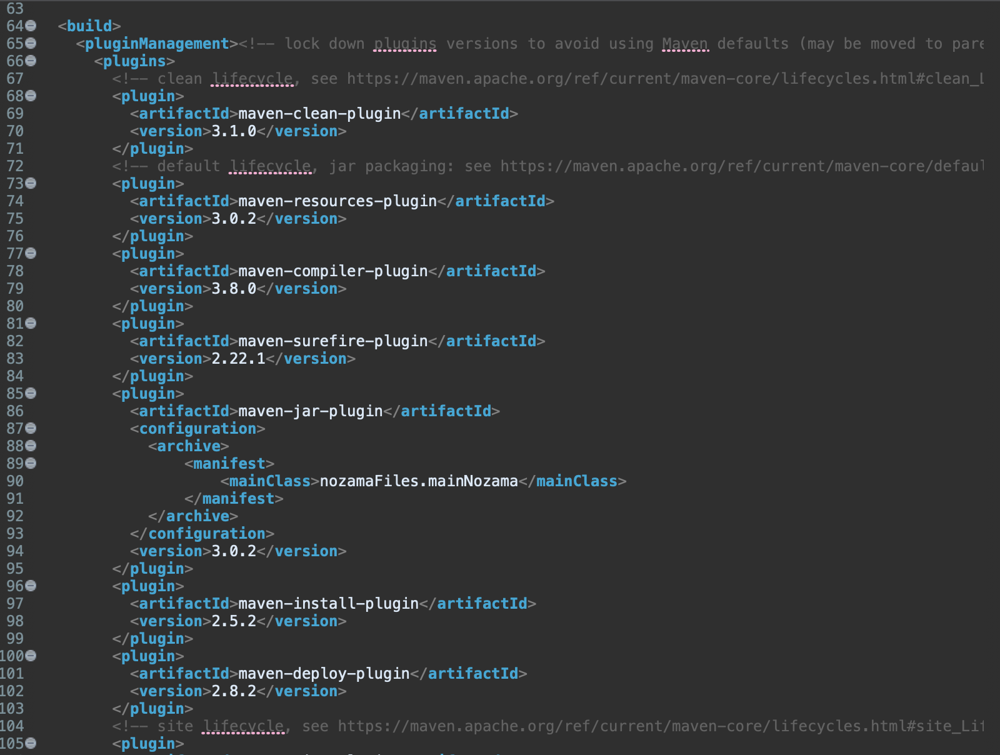 63
64 <build>
65 <pluginManagement><!-- lock down plugins versions to avoid using Maven defaults (may be moved to pare
66 <plugins>
67 <!-- clean lifecycle, see https://maven.apache.org/ref/current/maven-core/lifecycles.html#clean_L
68 <plugin>
69 <artifactId>maven-clean-plugin</artifactId>
70 <version>3.1.0</version>
71 </plugin>
72 <!-- default lifecycle, jar packaging: see https://maven.apache.org/ref/current/maven-core/defaul
73 <plugin>
74 <artifactId>maven-resources-plugin</artifactId>
75 <version>3.0.2</version>
76 </plugin>
77 <plugin>
78 <artifactId>maven-compiler-plugin</artifactId>
79 <version>3.8.0</version>
80 </plugin>
81 <plugin>
82 <artifactId>maven-surefire-plugin</artifactId>
83 <version>2.22.1</version>
84 </plugin>
85 <plugin>
86 <artifactId>maven-jar-plugin</artifactId>
87 <configuration>
88 <archive>
89 <manifest>
90 <mainClass>nozamaFiles.mainNozama</mainClass>
91 </manifest>
92 </archive>
93 </configuration>
94 <version>3.0.2</version>
95 </plugin>
96 <plugin>
97 <artifactId>maven-install-plugin</artifactId>
98 <version>2.5.2</version>
99 </plugin>
100 <plugin>
101 <artifactId>maven-deploy-plugin</artifactId>
102 <version>2.8.2</version>
103 </plugin>
104 <!-- site lifecycle, see https://maven.apache.org/ref/current/maven-core/lifecycles.html#site_Lif
105 <plugin>